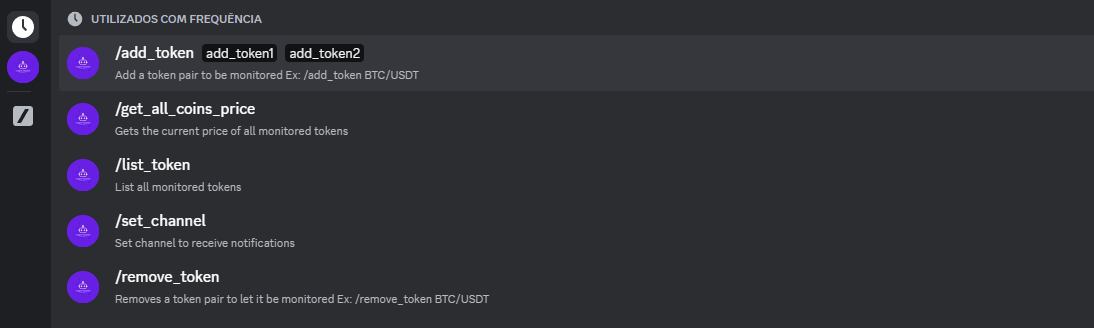 UTILIZADOS COM FREQUÊNCIA
/add_token add_token1 add_token2
Add a token pair to be monitored Ex: /add_token BTC/USDT
/get_all_coins_price
Gets the current price of all monitored tokens
/list_token
List all monitored tokens
/set_channel
Set channel to receive notifications
/remove_token
Removes a token pair to let it be monitored Ex: /remove_token BTC/USDT